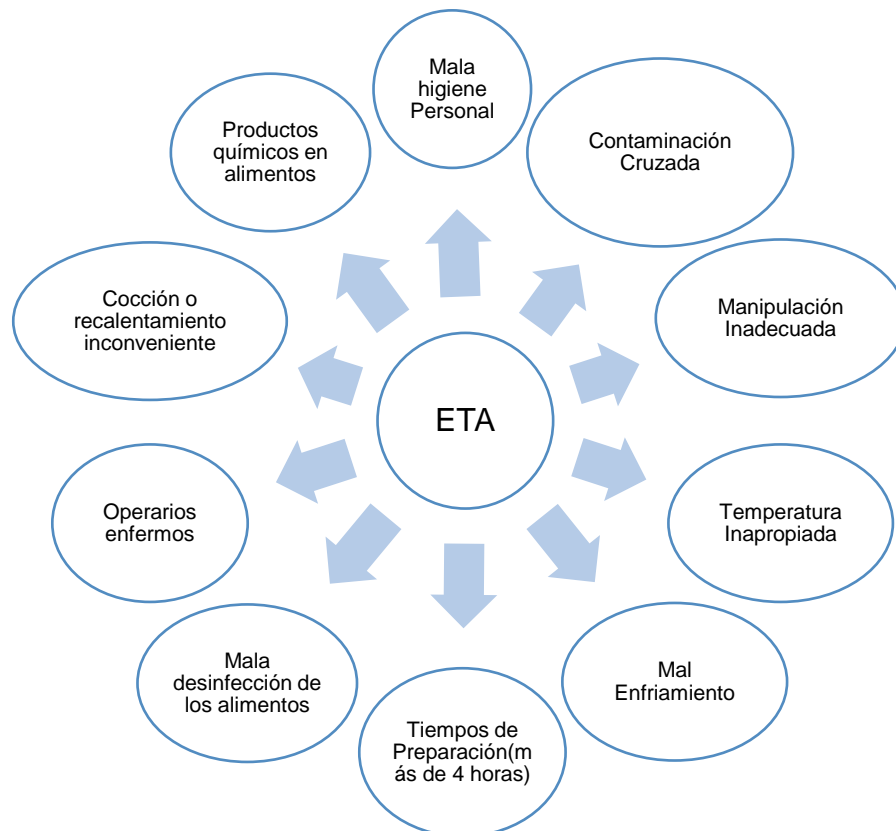 Mala
higiene
Personal
Contaminación
Cruzada
Manipulación
Inadecuada
Temperatura
Inapropiada
Mal
Enfriamiento
Tiempos de
Preparación(m
ás de 4 horas)
Mala
desinfección de
los alimentos
Operarios
enfermos
Cocción o
recalentamiento
inconveniente
Productos
químicos en
alimentos
ETA